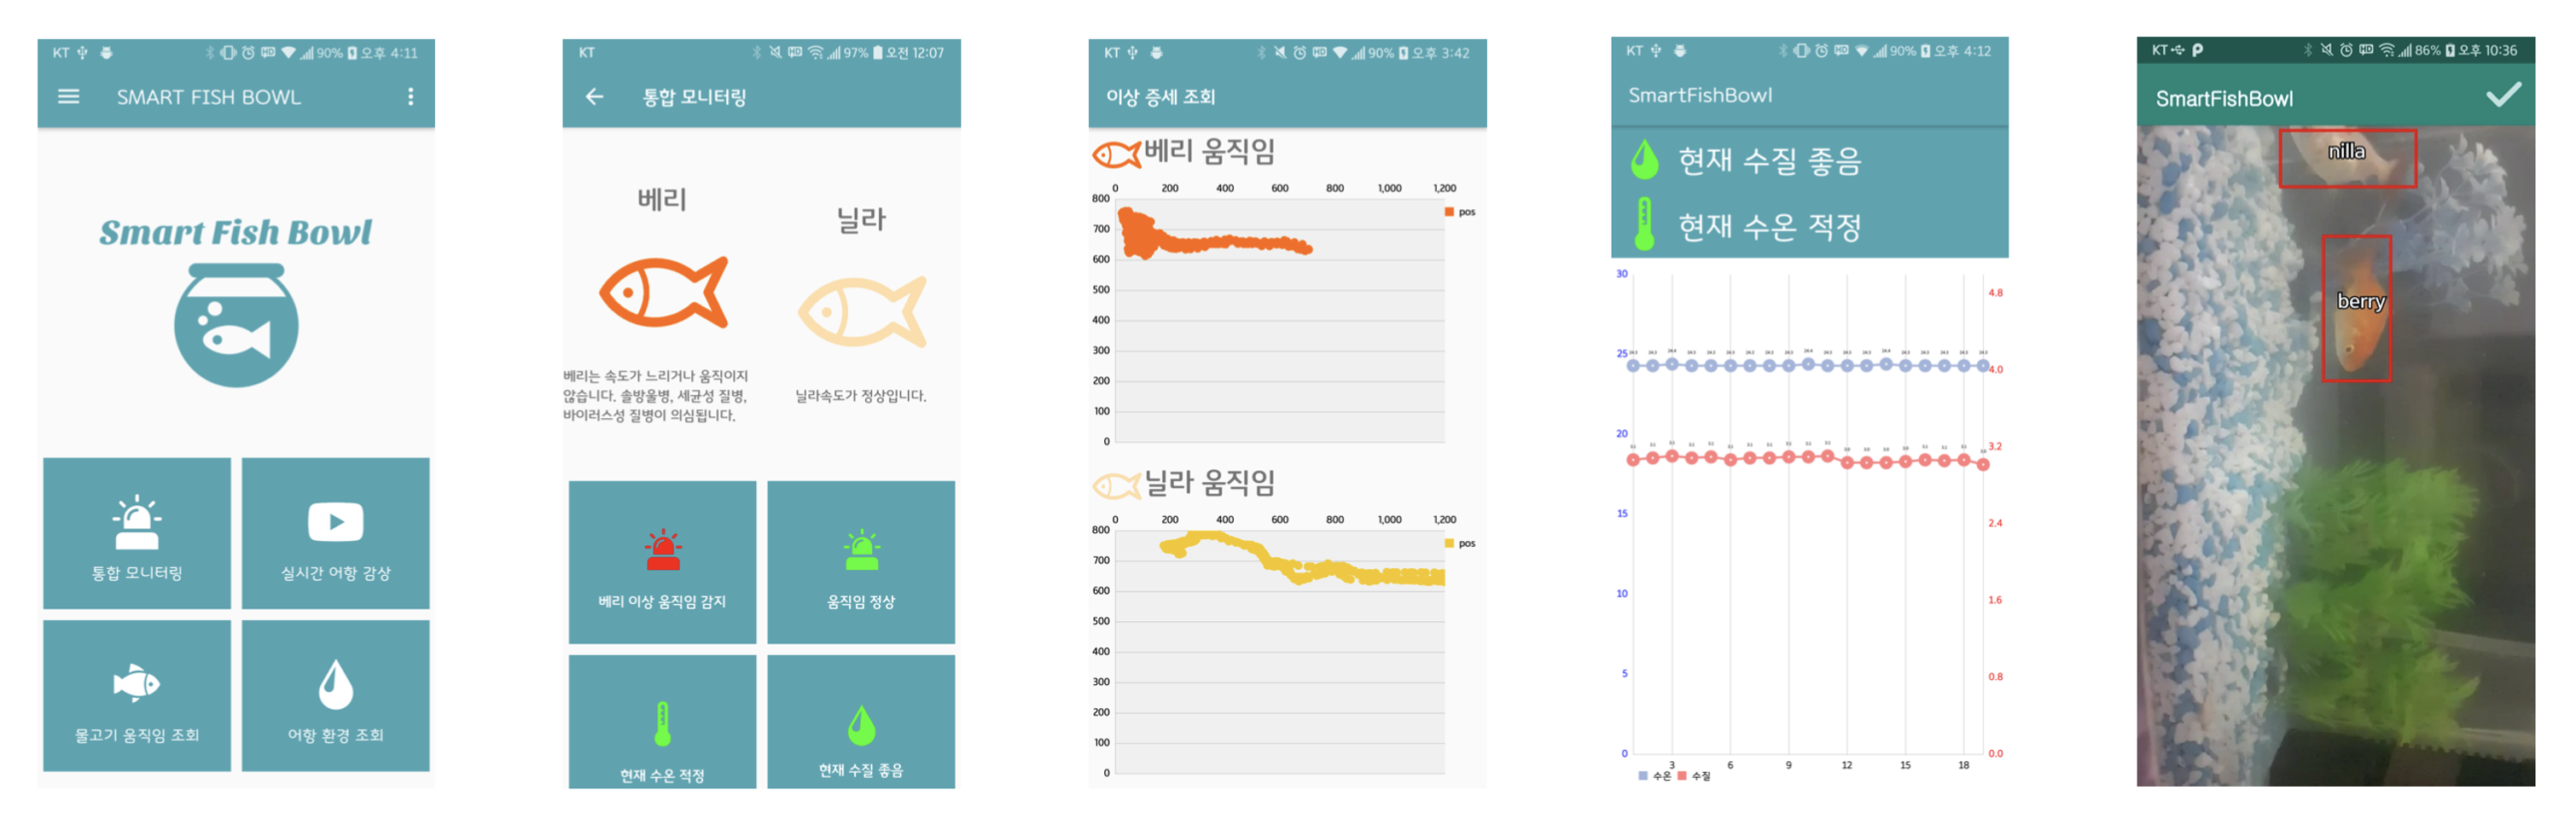 KT 90% 오후 4:11
SMART FISH BOWL
Smart Fish Bowl
통합 모니터링
실시간 어항 감상
물고기 움직임 조회
어항 환경 조회
KT HD 97% 오전 12:07
통합 모니터링
베리
닐라
베리는 속도가 느리거나 움직이지
않습니다. 솔방울병, 세균성 질병,
바이러스성 질병이 의심됩니다.
닐라속도가 정상입니다.
베리 이상 움직임 감지
움직임 정상
현재 수온 적정
현재 수질 좋음
KT HD 90% 오후 3:42
이상 증세 조회
베리 움직임
0 200 400 600 800 1,000 1,200
800
700
600
500
400
300
200
100
0
pos
닐라 움직임
0 200 400 600 800 1,000 1,200
800
700
600
500
400
300
200
100
0
pos
KT HD 90% 오후 4:12
SmartFishBowl
현재 수질 좋음
현재 수온 적정
30
25
20
15
10
5
0
4.8
4.0
3.2
2.4
1.6
0.8
0.0
3 6 9 12 15 18
수온 수질
KT HD 86% 오후 10:36
SmartFishBowl
nilla
berry